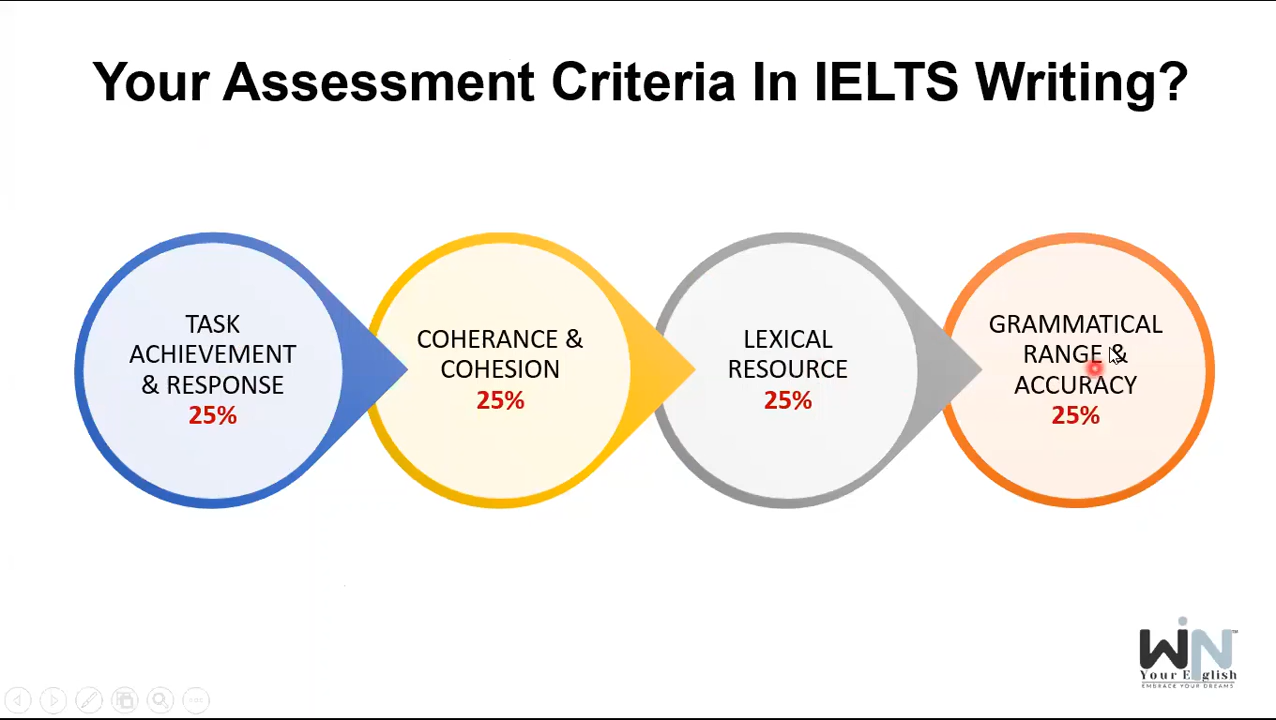 Your Assessment Criteria In IELTS Writing?
TASK
ACHIEVEMENT
& RESPONSE
25%
COHERANCE &
COHESION
25%
LEXICAL
RESOURCE
25%
GRAMMATICAL
RANGE &
ACCURACY
25%
WiN™
Your English
EMBRACE YOUR DREAMS